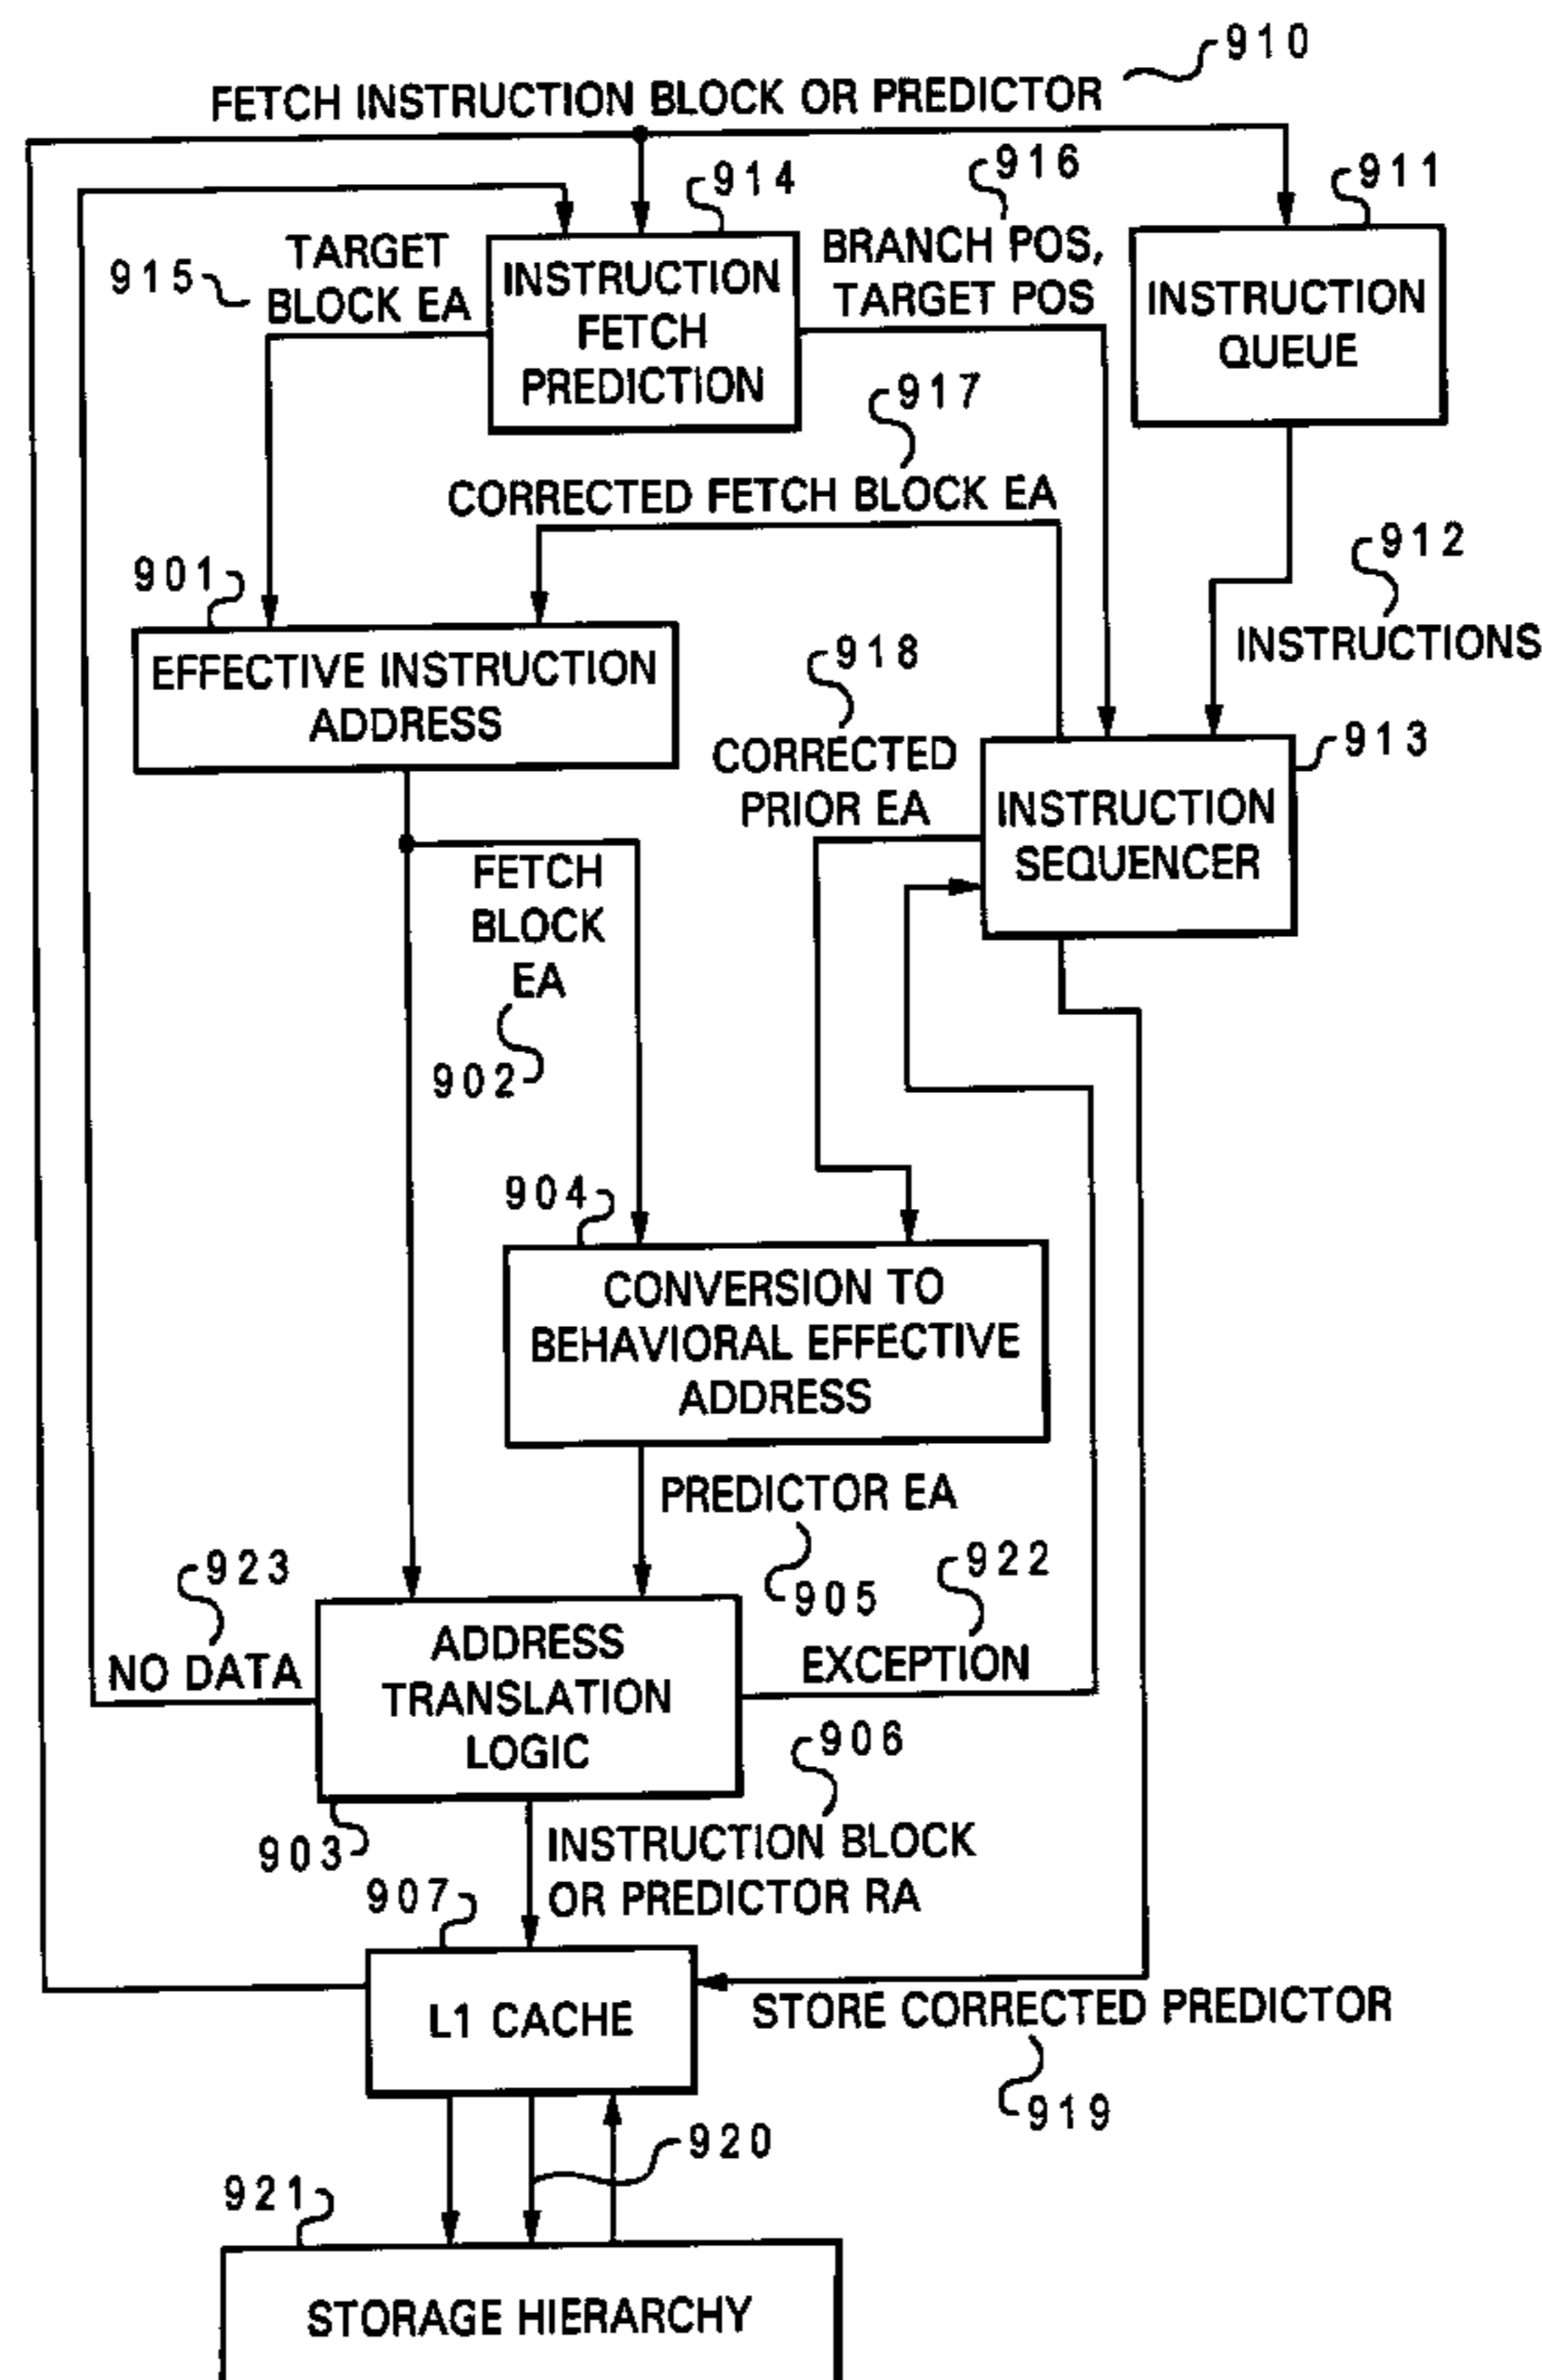 910
FETCH INSTRUCTION BLOCK OR PREDICTOR
916
914
911
TARGET
BLOCK EA
915
INSTRUCTION
FETCH
PREDICTION
BRANCH POS,
TARGET POS
INSTRUCTION
QUEUE
917
CORRECTED FETCH BLOCK EA
912
INSTRUCTIONS
901
EFFECTIVE INSTRUCTION
ADDRESS
918
CORRECTED
PRIOR EA
913
INSTRUCTION
SEQUENCER
FETCH
BLOCK
EA
902
904
CONVERSION TO
BEHAVIORAL EFFECTIVE
ADDRESS
PREDICTOR EA
905
923
NO DATA
922
EXCEPTION
ADDRESS
TRANSLATION
LOGIC
903
906
INSTRUCTION BLOCK
OR PREDICTOR RA
907
L1 CACHE
STORE CORRECTED PREDICTOR
919
920
921
STORAGE HIERARCHY